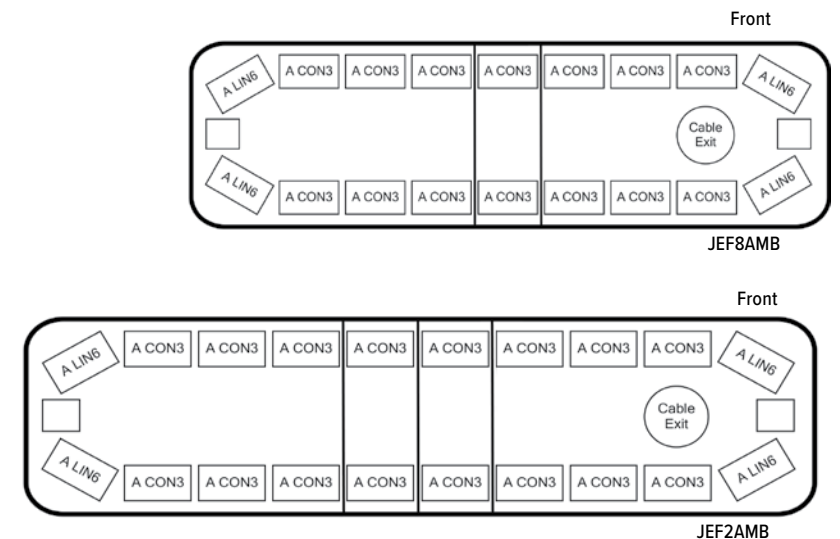 Front
A LIN6 A CON3 A CON3 A CON3 A CON3 A CON3 A CON3 A CON3 A LIN6
Cable
Exit
A LIN6 A CON3 A CON3 A CON3 A CON3 A CON3 A CON3 A CON3 A LIN6
JEF8AMB
Front
A LIN6 A CON3 A CON3 A CON3 A CON3 A CON3 A CON3 A CON3 A CON3 A LIN6
Cable
Exit
A LIN6 A CON3 A CON3 A CON3 A CON3 A CON3 A CON3 A CON3 A CON3 A LIN6
JEF2AMB